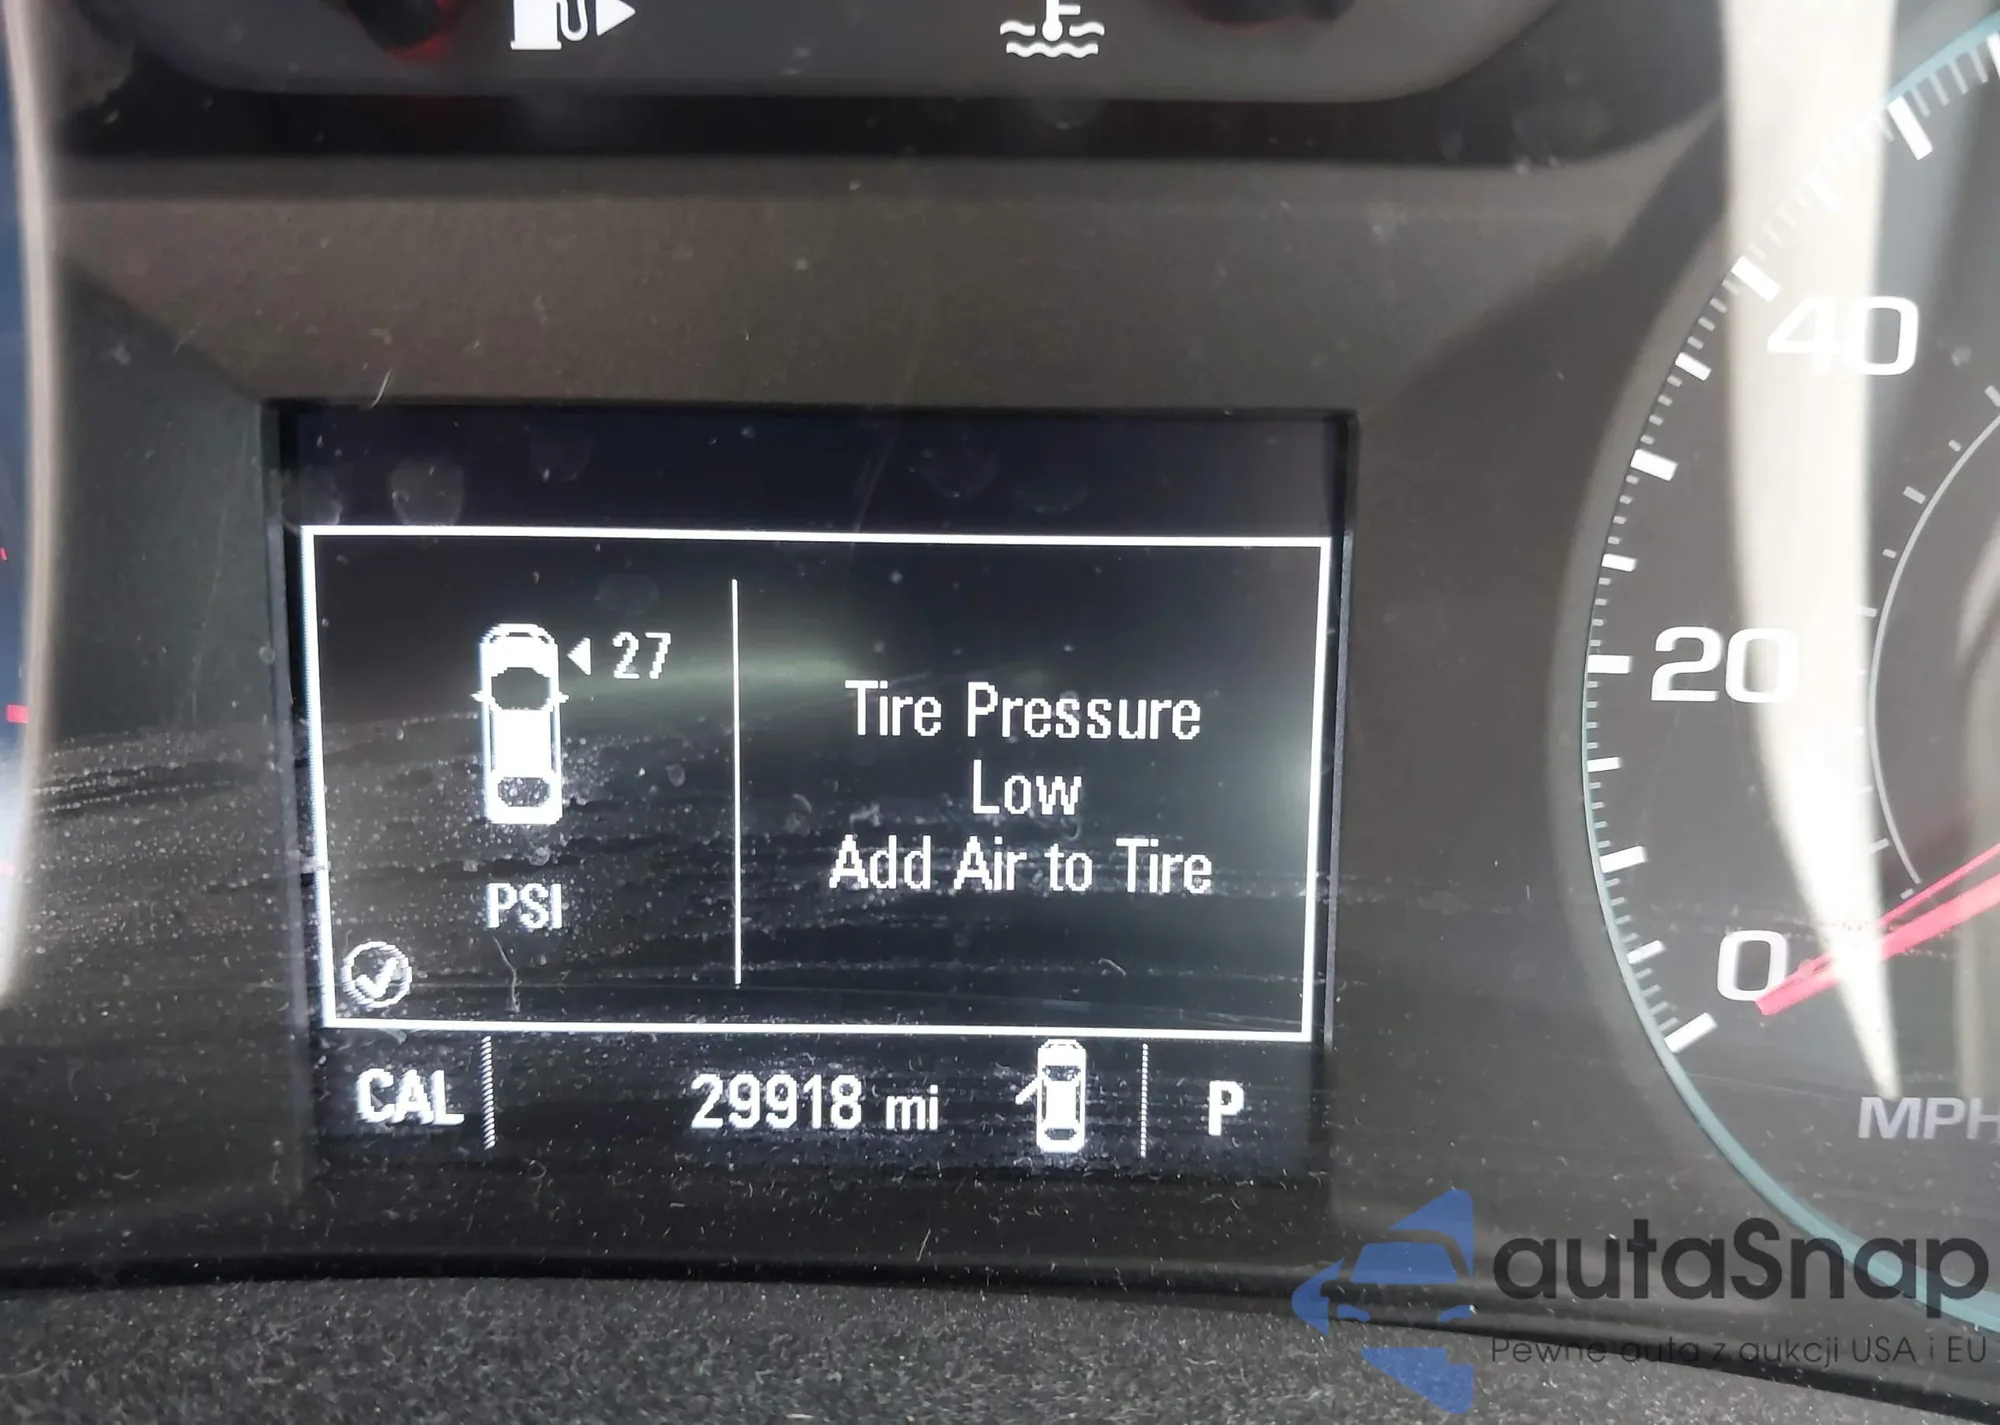 40
27
20
Tire Pressure
Low
Add Air to Tire
PSI
0
CAL
29918 mi
P
MPH
autaSnap
Pewne auta z aukcji USA i EU